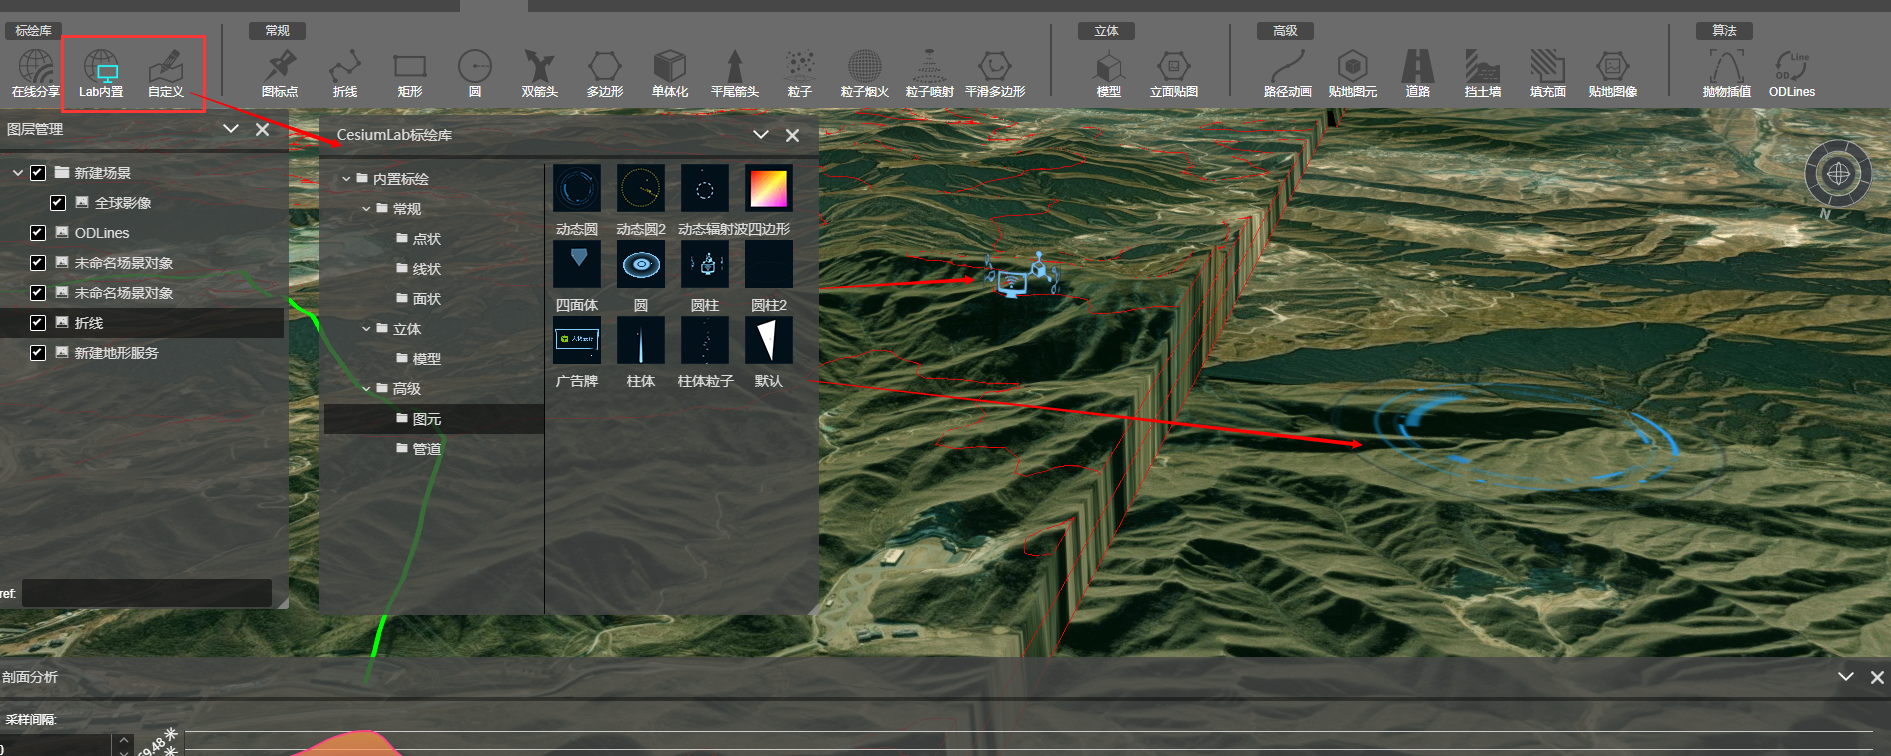 标绘库
常规
立体
高级
算法
在线分享
Lab内置
自定义
图标点
折线
矩形
圆
双箭头
多边形
单体化
平尾箭头
粒子
粒子烟火
粒子喷射
平滑多边形
模型
立面贴图
路径动画
贴地图元
道路
挡土墙
填充面
贴地图像
抛物插值
Line
OD
ODLines
图层管理
新建场景
全球影像
ODLines
未命名场景对象
未命名场景对象
折线
新建地形服务
ref:
CesiumLab标绘库
内置标绘
常规
点状
线状
面状
立体
模型
高级
图元
管道
动态圆
动态圆2
动态辐射波四边形
四面体
圆
圆柱
圆柱2
广告牌
柱体
柱体粒子
默认
N
剖面分析
采样间隔:
69.48 米
米